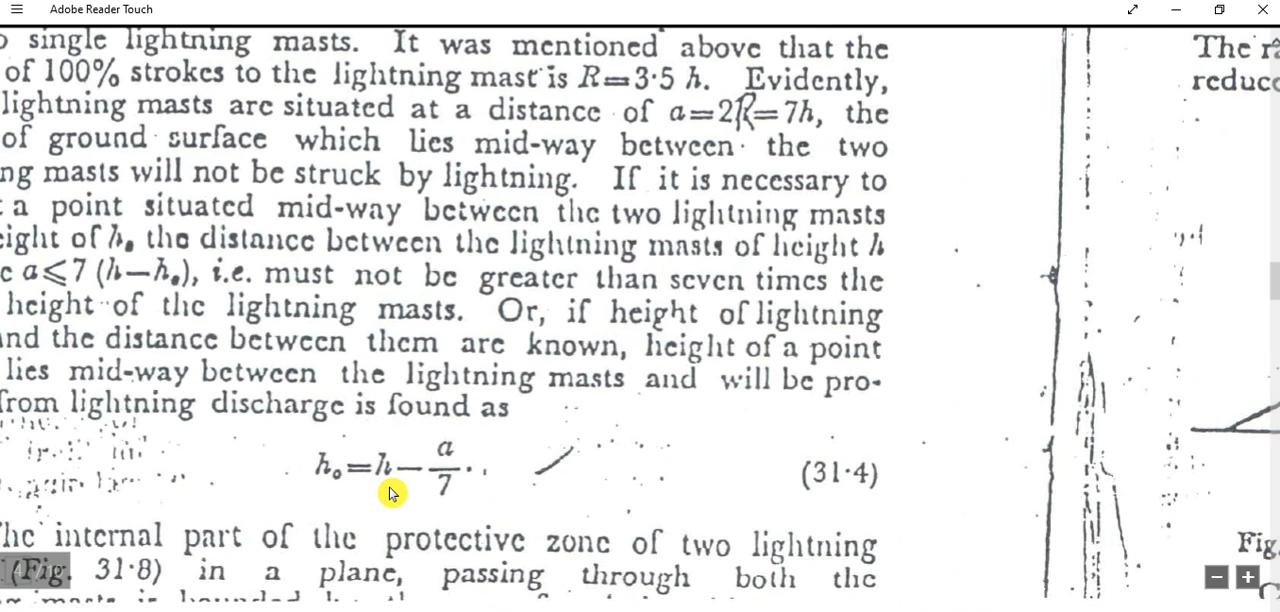 Adobe Reader Touch
single lightning masts. It was mentioned above that the
of 100% strokes to the lightning mast is R=3·5 h. Evidently,
lightning masts are situated at a distance of a=2R=7h, the
of ground surface which lies mid-way between the two
ng masts will not be struck by lightning. If it is necessary to
a point situated mid-way between the two lightning masts
eight of h₀ the distance between the lightning masts of height h
e a⩽7 (h—h₀), i.e. must not be greater than seven times the
height of the lightning masts. Or, if height of lightning
nd the distance between them are known, height of a point
lies mid-way between the lightning masts and will be pro-
from lightning discharge is found as
h₀=h—a/7. (31·4)
he internal part of the protective zone of two lightning
(Fig. 31·8) in a plane, passing through both the
The
reduc
Fig.